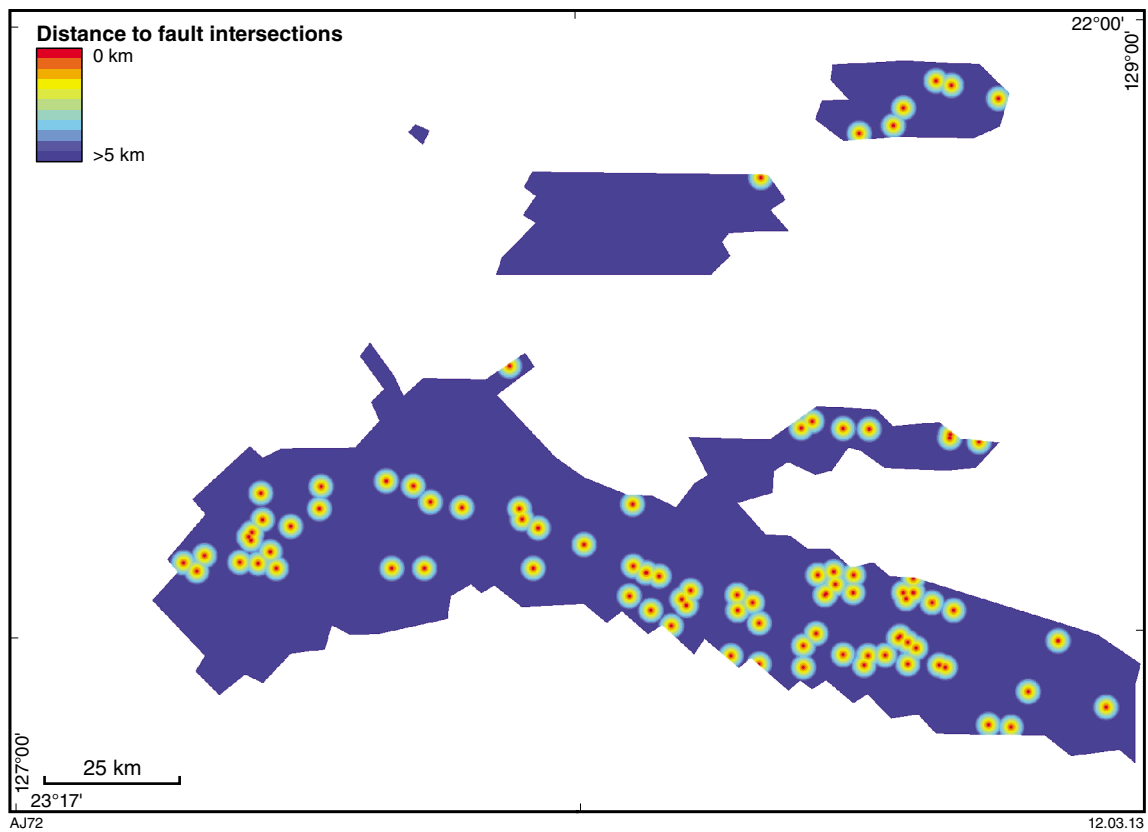 Distance to fault intersections
0 km
>5 km
22°00'
129°00'
127°00'
25 km
23°17'
AJ72
12.03.13